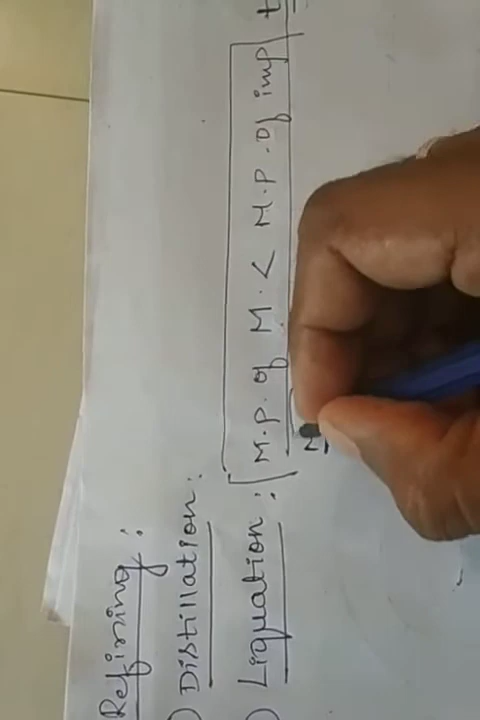 Refining:
) Distillation:
) Liquation: [M.P. of M. < M.P. of imp
M